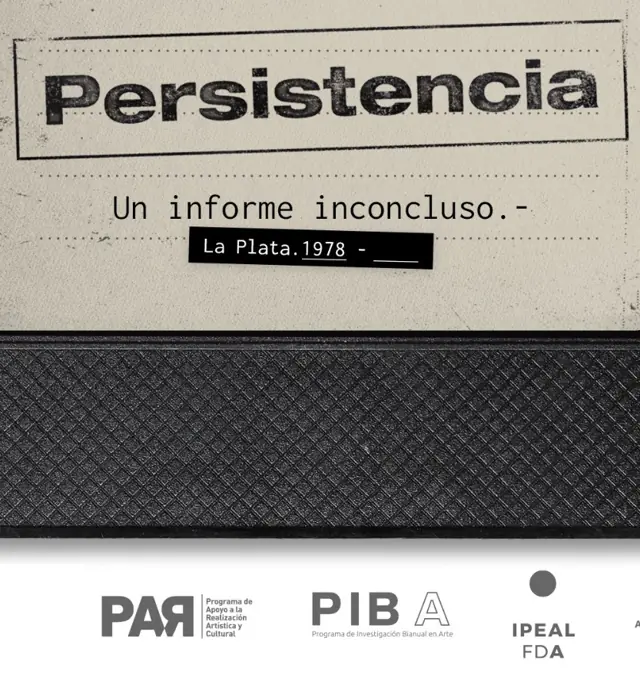 Persistencia
Un informe inconcluso.-
La Plata.1978 - ____
PAR
Programa de
Apoyo a la
Realización
Artística y
Cultural
PIBA
Programa de Investigación Bianual en Arte
IPEAL
FDA